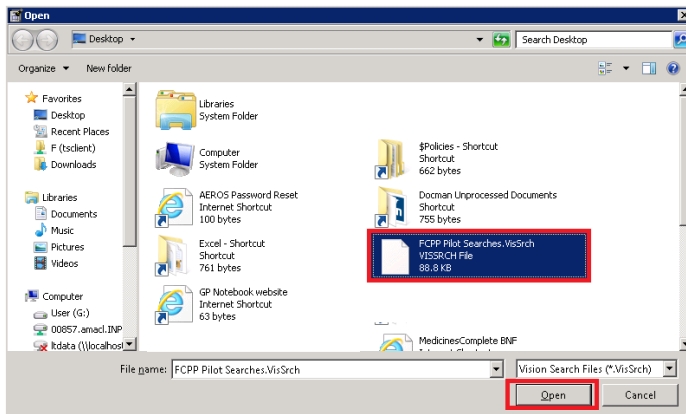 Open
Desktop
Search Desktop
Organize
New folder
Favorites
Desktop
Recent Places
F (tsclient)
Downloads
Libraries
Documents
Music
Pictures
Videos
Computer
User (G:)
00857.amacl.INP
ltdata (\\localhost
Libraries
System Folder
Computer
System Folder
AEROS Password Reset
Internet Shortcut
100 bytes
Excel - Shortcut
Shortcut
761 bytes
GP Notebook website
Internet Shortcut
63 bytes
$Policies - Shortcut
Shortcut
662 bytes
Docman Unprocessed Documents
Shortcut
755 bytes
FCPP Pilot Searches.VisSrch
VISSRCH File
88.8 KB
MedicinesComplete BNF
File name: FCPP Pilot Searches.VisSrch
Vision Search Files (*.VisSrch)
Open
Cancel